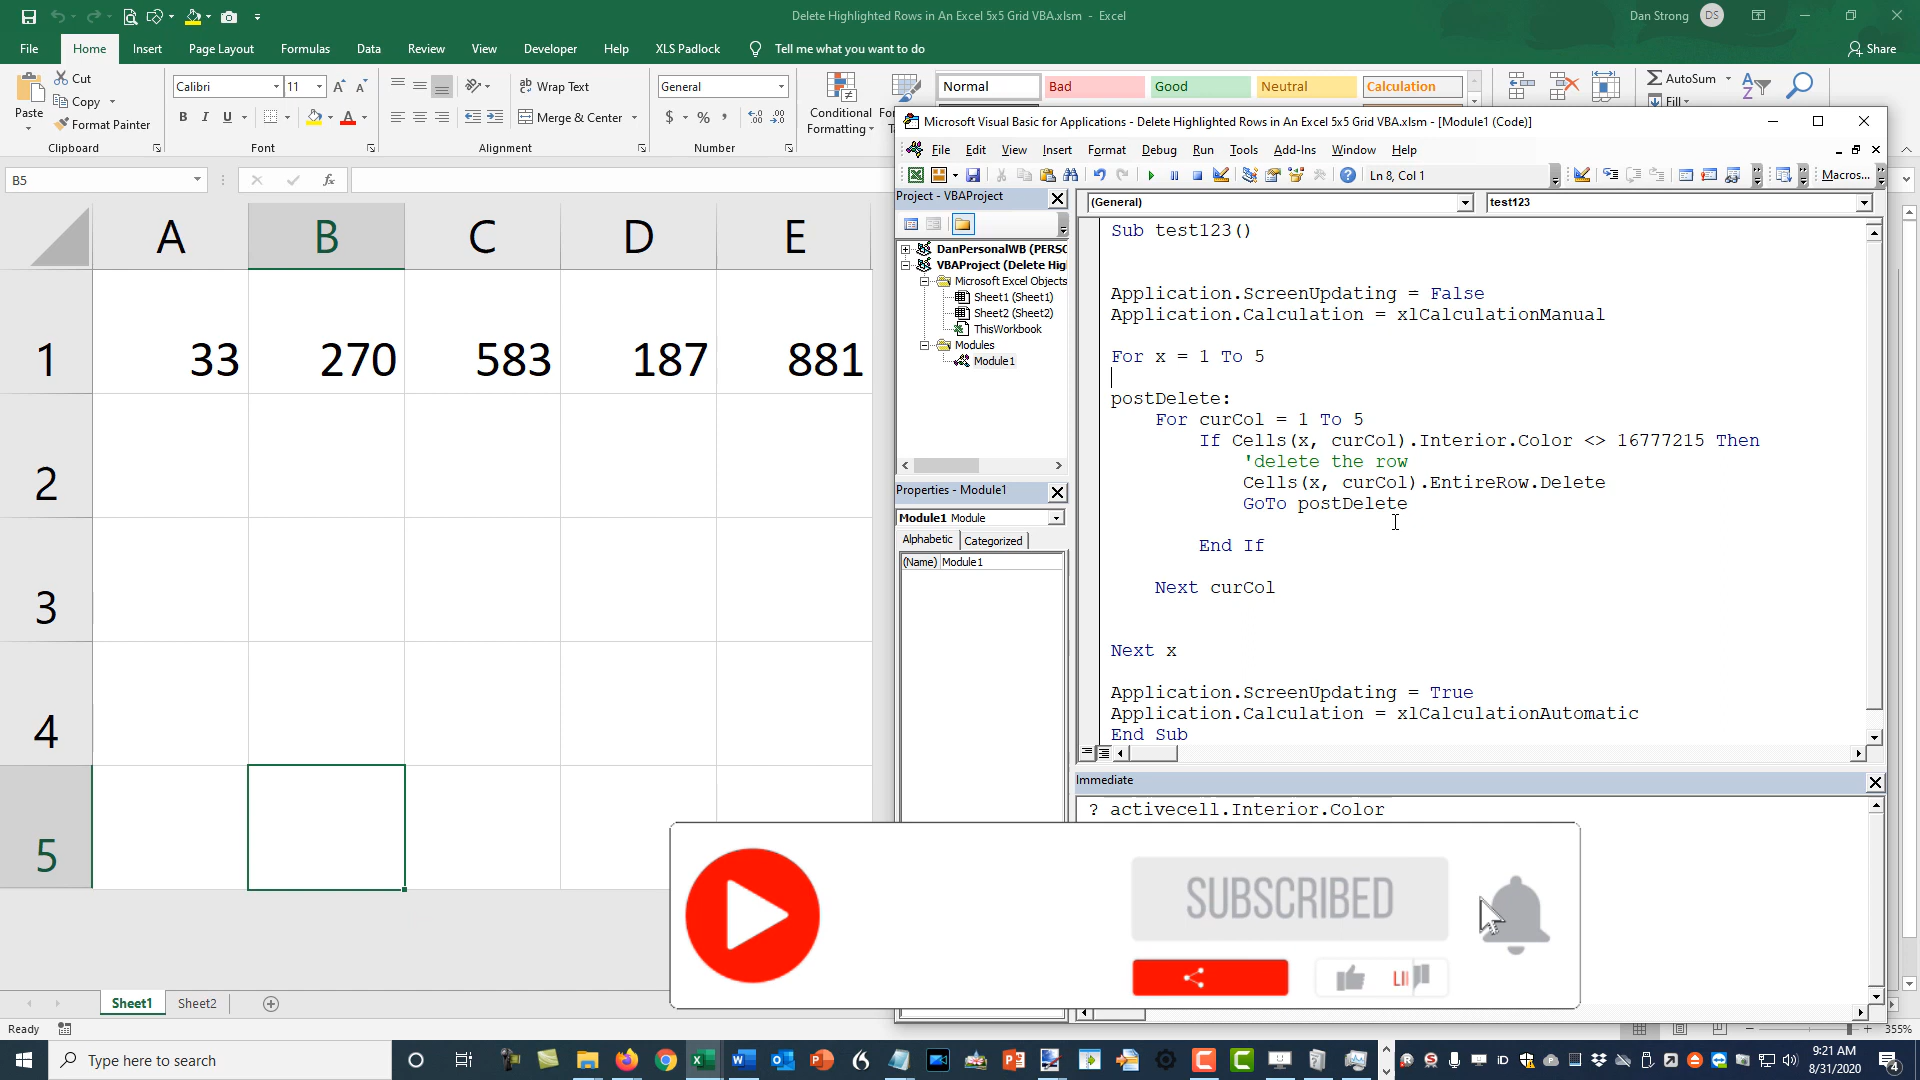 Delete Highlighted Rows in An Excel 5x5 Grid VBA.xlsm - Excel
Dan Strong DS
File Home Insert Page Layout Formulas Data Review View Developer Help XLS Padlock Tell me what you want to do Share
Paste
Cut
Copy
Format Painter
Clipboard
Calibri 11
B I U
Font
Wrap Text
Merge & Center
Alignment
General
$ % ,
Number
Conditional
Formatting
Normal Bad Good Neutral Calculation
AutoSum
Fill
B5
fx
A B C D E
1 33 270 583 187 881
2
3
4
5
Sheet1 Sheet2
Ready
355%
Microsoft Visual Basic for Applications - Delete Highlighted Rows in An Excel 5x5 Grid VBA.xlsm - [Module1 (Code)]
File Edit View Insert Format Debug Run Tools Add-Ins Window Help
Ln 8, Col 1
Macros...
Project - VBAProject
DanPersonalWB (PERSC
VBAProject (Delete Hig
Microsoft Excel Objects
Sheet1 (Sheet1)
Sheet2 (Sheet2)
ThisWorkbook
Modules
Module1
Properties - Module1
Module1 Module
Alphabetic Categorized
(Name) Module1
(General) test123
Sub test123()
Application.ScreenUpdating = False
Application.Calculation = xlCalculationManual
For x = 1 To 5
postDelete:
For curCol = 1 To 5
If Cells(x, curCol).Interior.Color <> 16777215 Then
'delete the row
Cells(x, curCol).EntireRow.Delete
GoTo postDelete
End If
Next curCol
Next x
Application.ScreenUpdating = True
Application.Calculation = xlCalculationAutomatic
End Sub
Immediate
? activecell.Interior.Color
SUBSCRIBED
LI
Type here to search
9:21 AM
8/31/2020
4